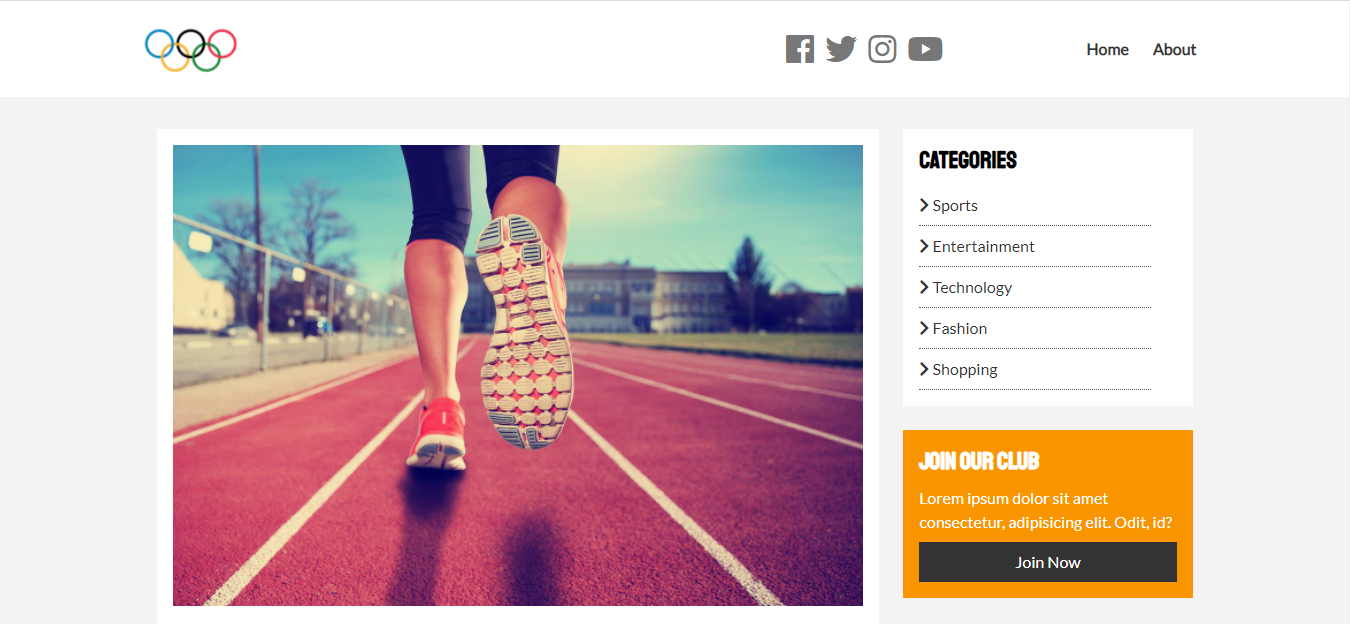 Home About
CATEGORIES
Sports
Entertainment
Technology
Fashion
Shopping
JOIN OUR CLUB
Lorem ipsum dolor sit amet
consectetur, adipisicing elit. Odit, id?
Join Now